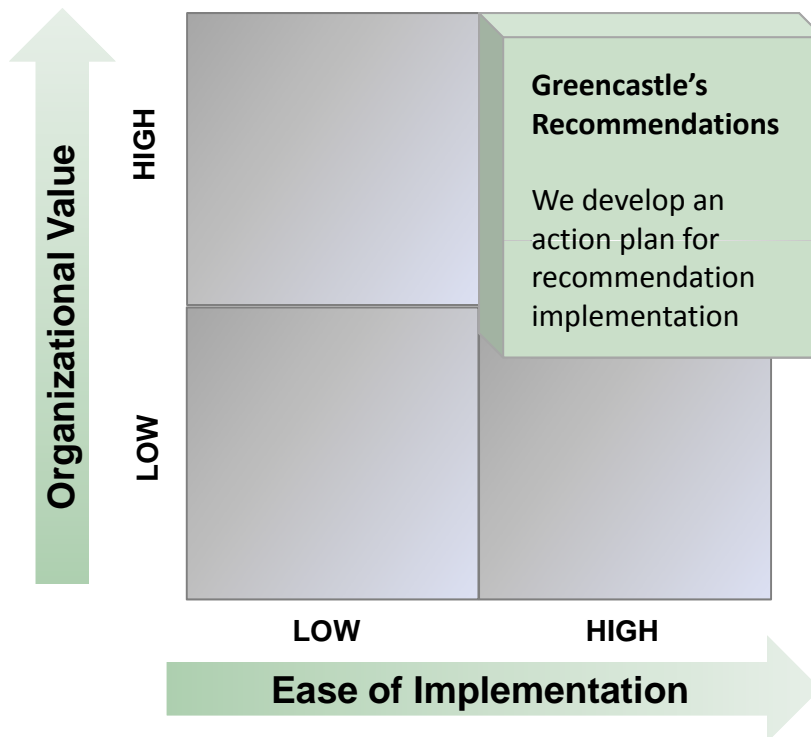 Organizational Value
HIGH
LOW
Greencastle’s
Recommendations
We develop an
action plan for
recommendation
implementation
LOW
HIGH
Ease of Implementation